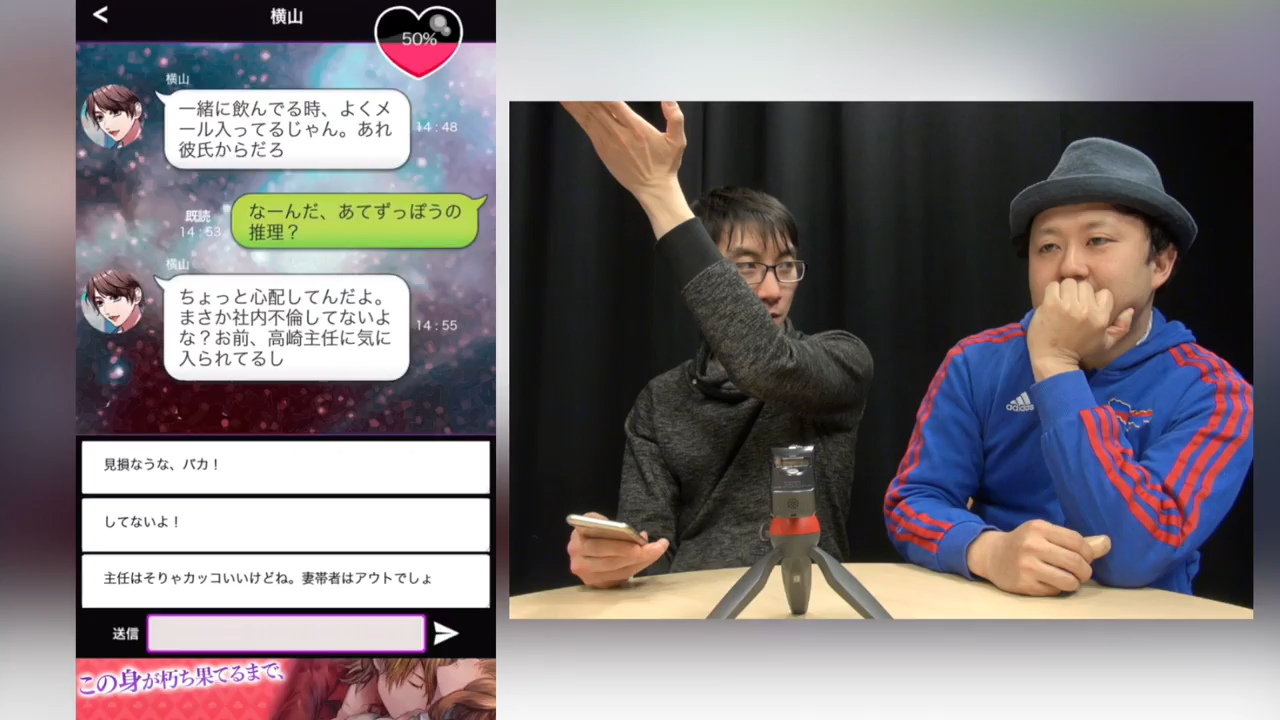 横山
50%
横山
一緒に飲んでる時、よくメ
ール入ってるじゃん。あれ
彼氏からだろ
14:48
なーんだ、あてずっぽうの
推理？
既読
14:53
横山
ちょっと心配してんだよ。
まさか社内不倫してないよ
な？お前、高崎主任に気に
入られてるし
14:55
見損なうな、バカ！
してないよ！
主任はそりゃカッコいいけどね。妻帯者はアウトでしょ
送信
この身が朽ち果てるまで、
adidas